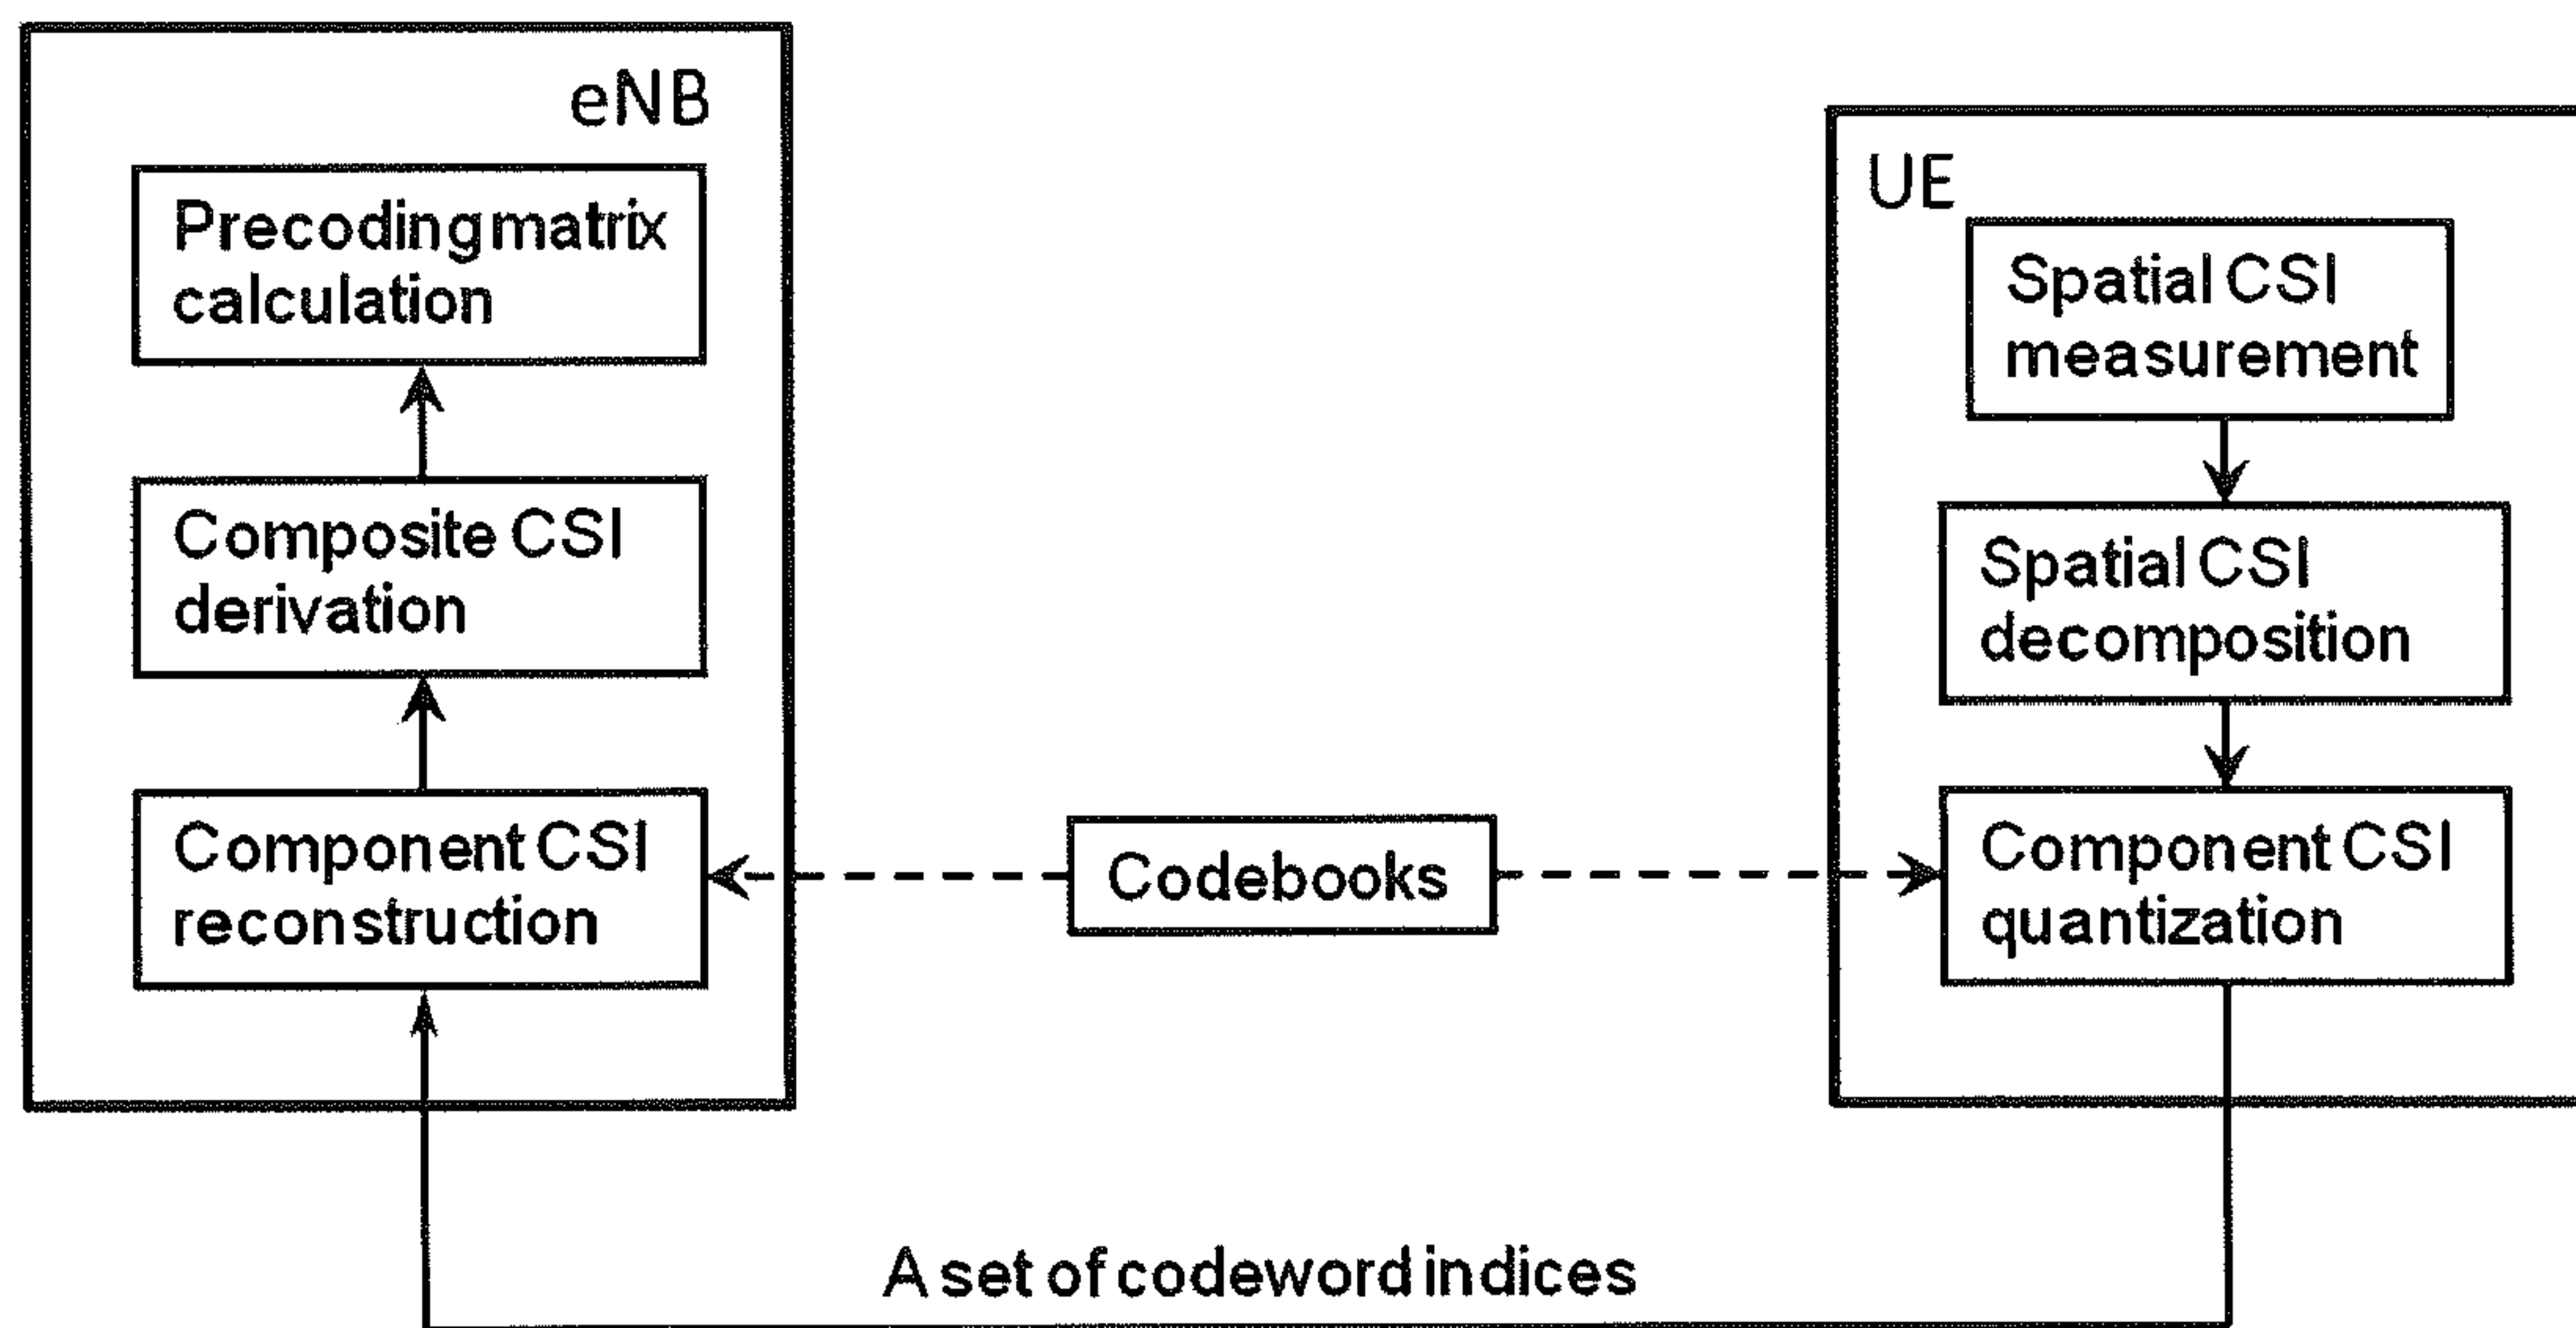 eNB
Precoding matrix
calculation
Composite CSI
derivation
Component CSI
reconstruction
Codebooks
UE
Spatial CSI
measurement
Spatial CSI
decomposition
Component CSI
quantization
A set of codeword indices